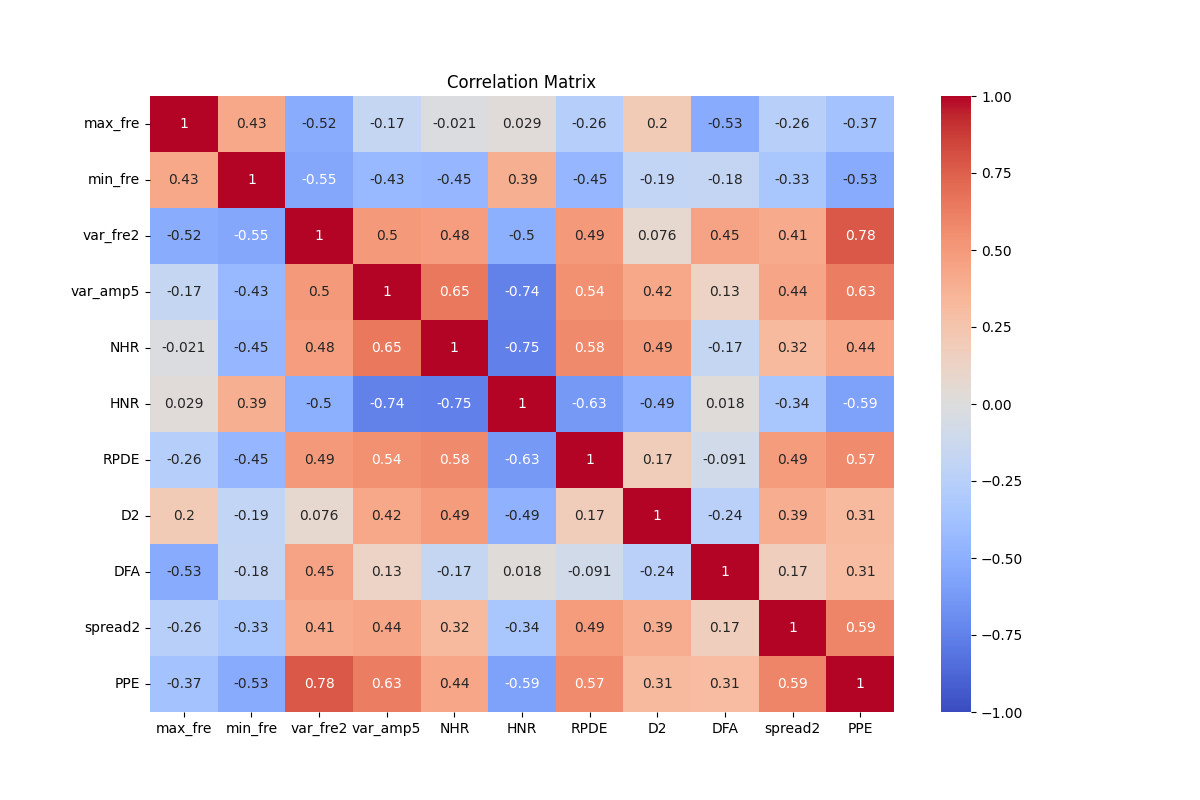 Correlation Matrix
max_fre 1 0.43 -0.52 -0.17 -0.021 0.029 -0.26 0.2 -0.53 -0.26 -0.37
min_fre 0.43 1 -0.55 -0.43 -0.45 0.39 -0.45 -0.19 -0.18 -0.33 -0.53
var_fre2 -0.52 -0.55 1 0.5 0.48 -0.5 0.49 0.076 0.45 0.41 0.78
var_amp5 -0.17 -0.43 0.5 1 0.65 -0.74 0.54 0.42 0.13 0.44 0.63
NHR -0.021 -0.45 0.48 0.65 1 -0.75 0.58 0.49 -0.17 0.32 0.44
HNR 0.029 0.39 -0.5 -0.74 -0.75 1 -0.63 -0.49 0.018 -0.34 -0.59
RPDE -0.26 -0.45 0.49 0.54 0.58 -0.63 1 0.17 -0.091 0.49 0.57
D2 0.2 -0.19 0.076 0.42 0.49 -0.49 0.17 1 -0.24 0.39 0.31
DFA -0.53 -0.18 0.45 0.13 -0.17 0.018 -0.091 -0.24 1 0.17 0.31
spread2 -0.26 -0.33 0.41 0.44 0.32 -0.34 0.49 0.39 0.17 1 0.59
PPE -0.37 -0.53 0.78 0.63 0.44 -0.59 0.57 0.31 0.31 0.59 1
max_fre min_fre var_fre2 var_amp5 NHR HNR RPDE D2 DFA spread2 PPE
1.00
0.75
0.50
0.25
0.00
−0.25
−0.50
−0.75
−1.00